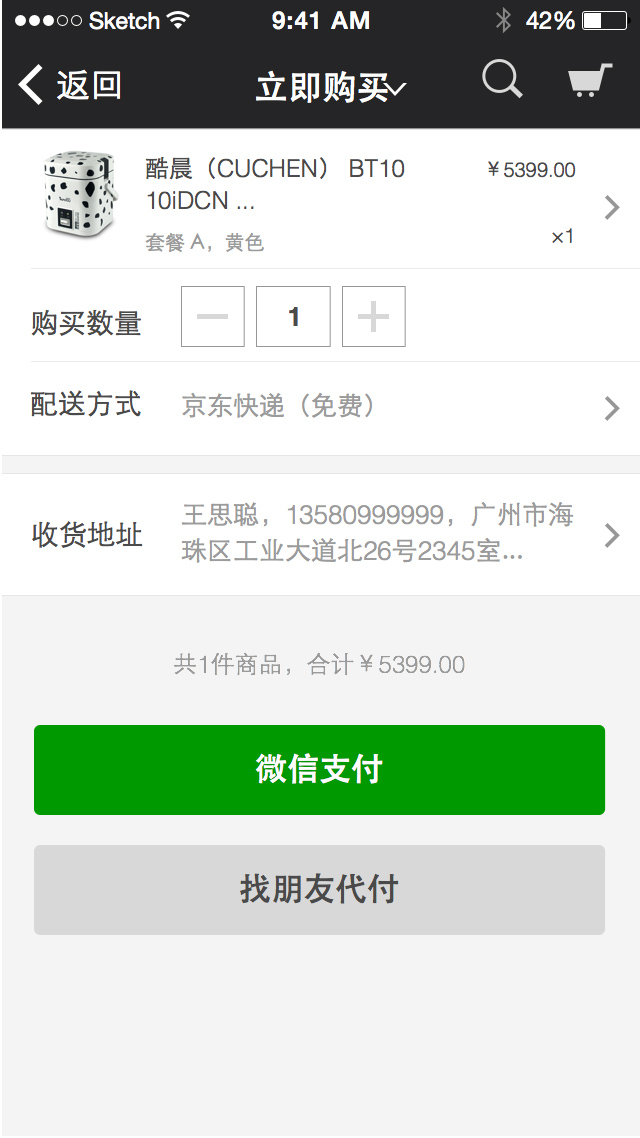 Sketch 9:41 AM 42%
返回 立即购买
酷晨（CUCHEN） BT10 ¥5399.00
10iDCN ...
套餐 A，黄色 ×1
购买数量 1
配送方式 京东快递（免费）
收货地址 王思聪，13580999999，广州市海
珠区工业大道北26号2345室...
共1件商品，合计￥5399.00
微信支付
找朋友代付